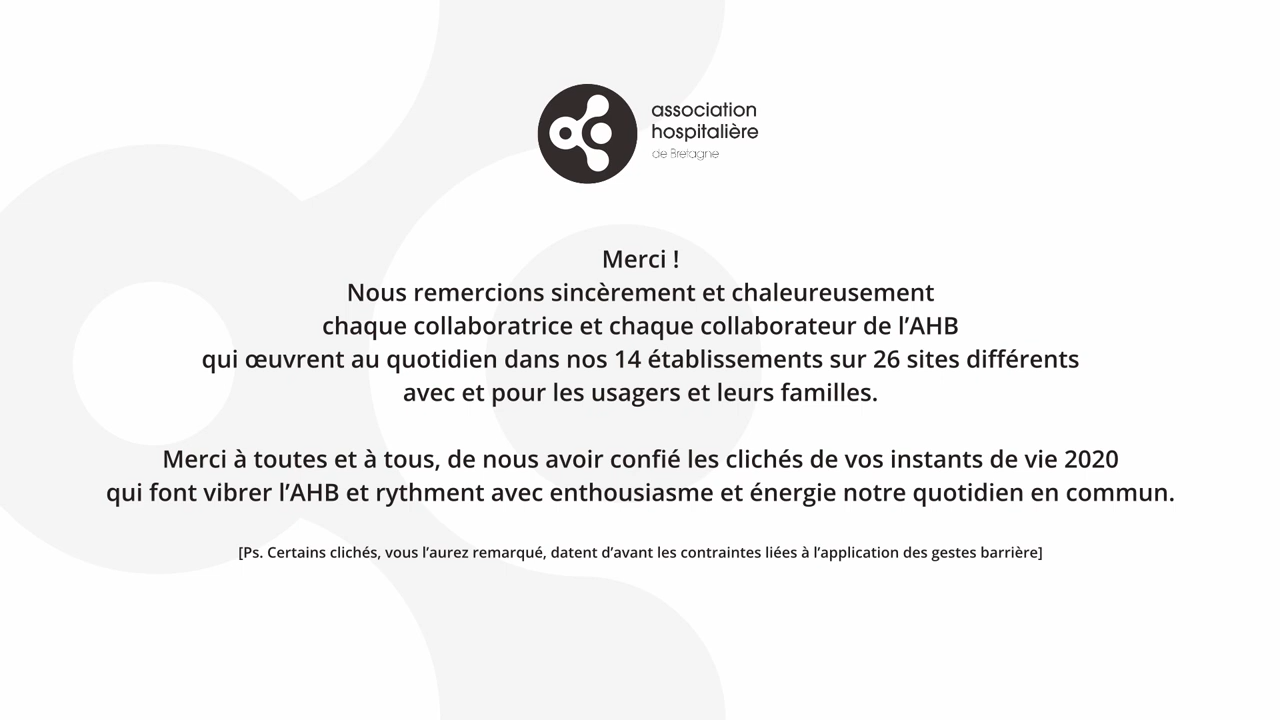 association
hospitalière
de Bretagne
Merci !
Nous remercions sincèrement et chaleureusement
chaque collaboratrice et chaque collaborateur de l’AHB
qui œuvrent au quotidien dans nos 14 établissements sur 26 sites différents
avec et pour les usagers et leurs familles.
Merci à toutes et à tous, de nous avoir confié les clichés de vos instants de vie 2020
qui font vibrer l’AHB et rythment avec enthousiasme et énergie notre quotidien en commun.
[Ps. Certains clichés, vous l’aurez remarqué, datent d’avant les contraintes liées à l’application des gestes barrière]